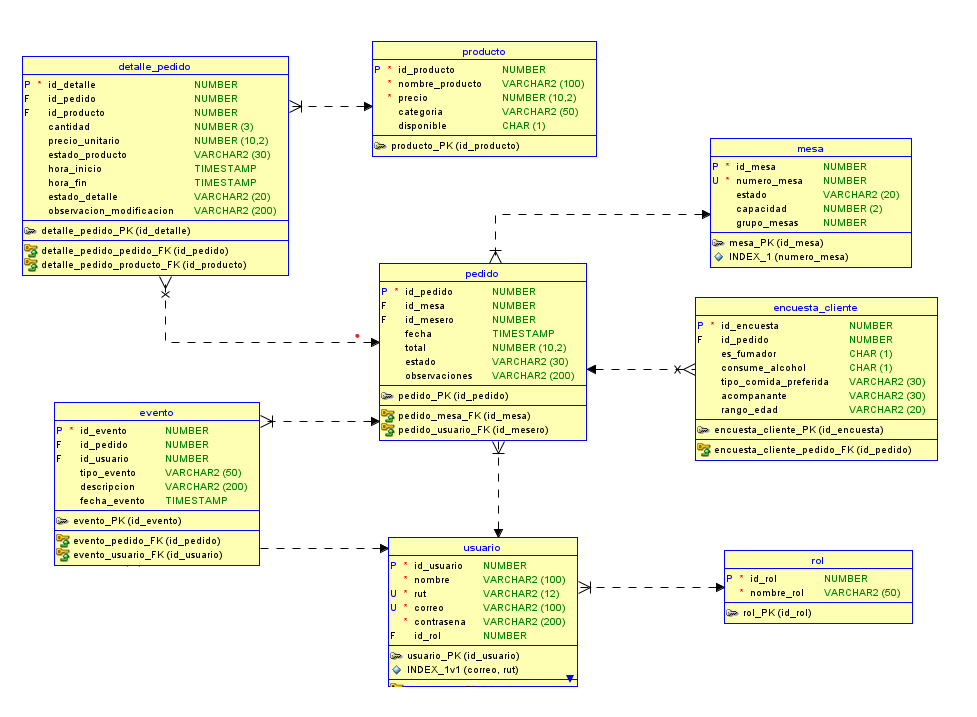 detalle_pedido
P * id_detalle NUMBER
F id_pedido NUMBER
F id_producto NUMBER
cantidad NUMBER (3)
precio_unitario NUMBER (10,2)
estado_producto VARCHAR2 (30)
hora_inicio TIMESTAMP
hora_fin TIMESTAMP
estado_detalle VARCHAR2 (20)
observacion_modificacion VARCHAR2 (200)
detalle_pedido_PK (id_detalle)
detalle_pedido_pedido_FK (id_pedido)
detalle_pedido_producto_FK (id_producto)
producto
P * id_producto NUMBER
* nombre_producto VARCHAR2 (100)
* precio NUMBER (10,2)
categoria VARCHAR2 (50)
disponible CHAR (1)
producto_PK (id_producto)
mesa
P * id_mesa NUMBER
U * numero_mesa NUMBER
estado VARCHAR2 (20)
capacidad NUMBER (2)
grupo_mesas NUMBER
mesa_PK (id_mesa)
INDEX_1 (numero_mesa)
pedido
P * id_pedido NUMBER
F id_mesa NUMBER
F id_mesero NUMBER
fecha TIMESTAMP
total NUMBER (10,2)
estado VARCHAR2 (30)
observaciones VARCHAR2 (200)
pedido_PK (id_pedido)
pedido_mesa_FK (id_mesa)
pedido_usuario_FK (id_mesero)
encuesta_cliente
P * id_encuesta NUMBER
F id_pedido NUMBER
es_fumador CHAR (1)
consume_alcohol CHAR (1)
tipo_comida_preferida VARCHAR2 (30)
acompanante VARCHAR2 (30)
rango_edad VARCHAR2 (20)
encuesta_cliente_PK (id_encuesta)
encuesta_cliente_pedido_FK (id_pedido)
evento
P * id_evento NUMBER
F id_pedido NUMBER
F id_usuario NUMBER
tipo_evento VARCHAR2 (50)
descripcion VARCHAR2 (200)
fecha_evento TIMESTAMP
evento_PK (id_evento)
evento_pedido_FK (id_pedido)
evento_usuario_FK (id_usuario)
usuario
P * id_usuario NUMBER
* nombre VARCHAR2 (100)
U * rut VARCHAR2 (12)
U * correo VARCHAR2 (100)
* contrasena VARCHAR2 (200)
F id_rol NUMBER
usuario_PK (id_usuario)
INDEX_1v1 (correo, rut)
rol
P * id_rol NUMBER
* nombre_rol VARCHAR2 (50)
rol_PK (id_rol)